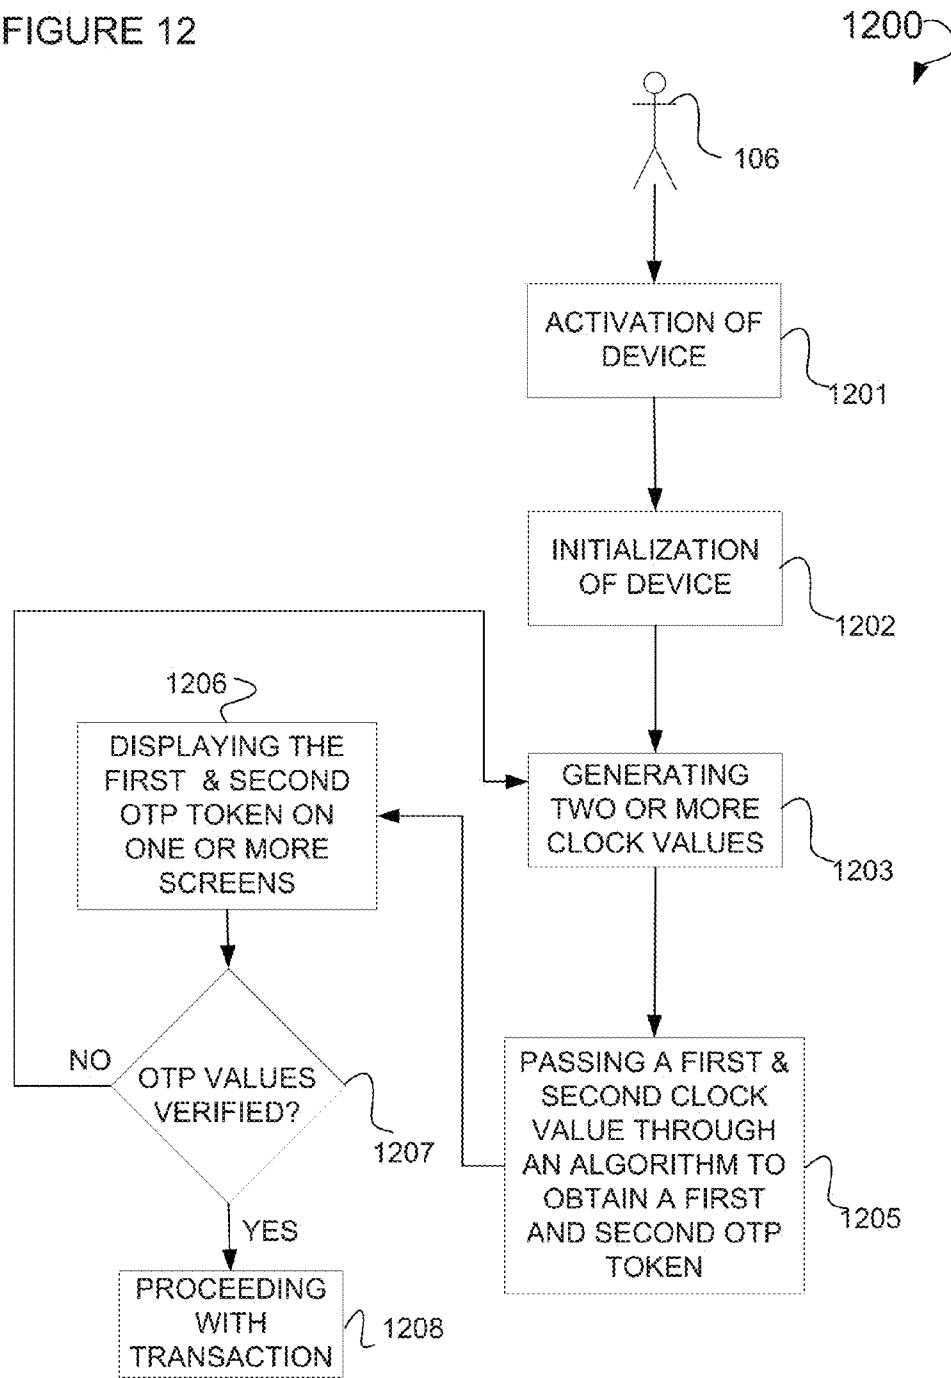 FIGURE 12
1200
106
ACTIVATION OF
DEVICE
1201
INITIALIZATION
OF DEVICE
1202
GENERATING
TWO OR MORE
CLOCK VALUES
1203
PASSING A FIRST &
SECOND CLOCK
VALUE THROUGH
AN ALGORITHM TO
OBTAIN A FIRST
AND SECOND OTP
TOKEN
1205
1206
DISPLAYING THE
FIRST & SECOND
OTP TOKEN ON
ONE OR MORE
SCREENS
OTP VALUES
VERIFIED?
1207
NO
YES
PROCEEDING
WITH
TRANSACTION
1208